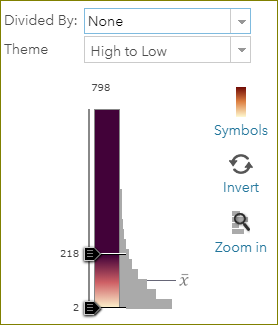 Divided By: None
Theme High to Low
798
Symbols
Invert
218
Zoom in
x̄
2